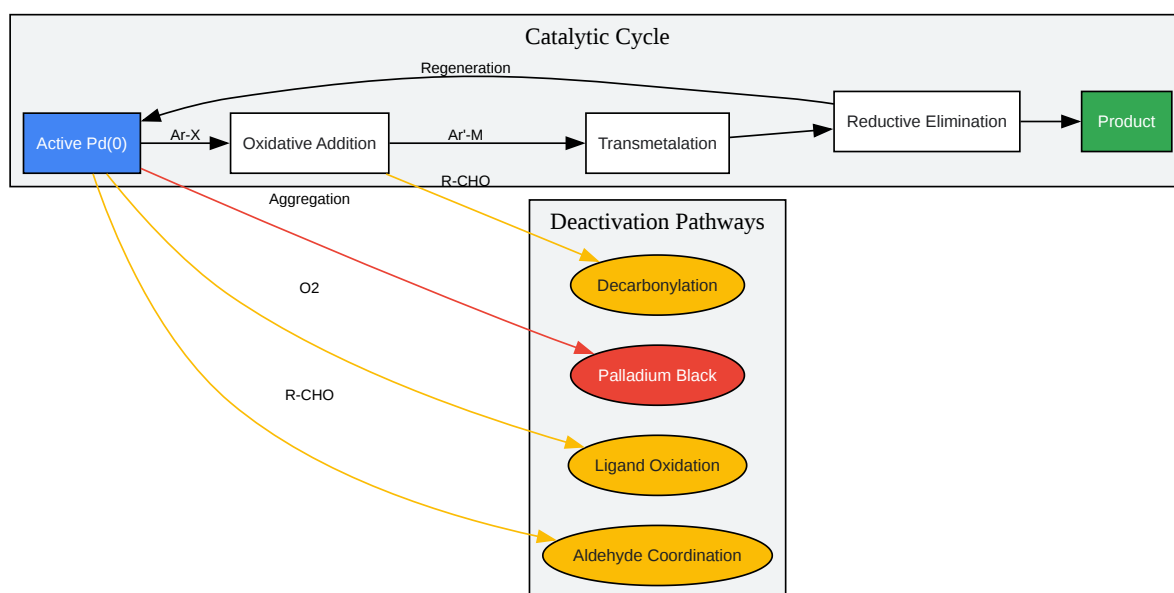 Catalytic Cycle
Regeneration
Active Pd(0)
Ar-X
Oxidative Addition
Ar'-M
Transmetalation
Reductive Elimination
Product
R-CHO
Aggregation
Deactivation Pathways
Decarbonylation
O2
Palladium Black
R-CHO
Ligand Oxidation
Aldehyde Coordination